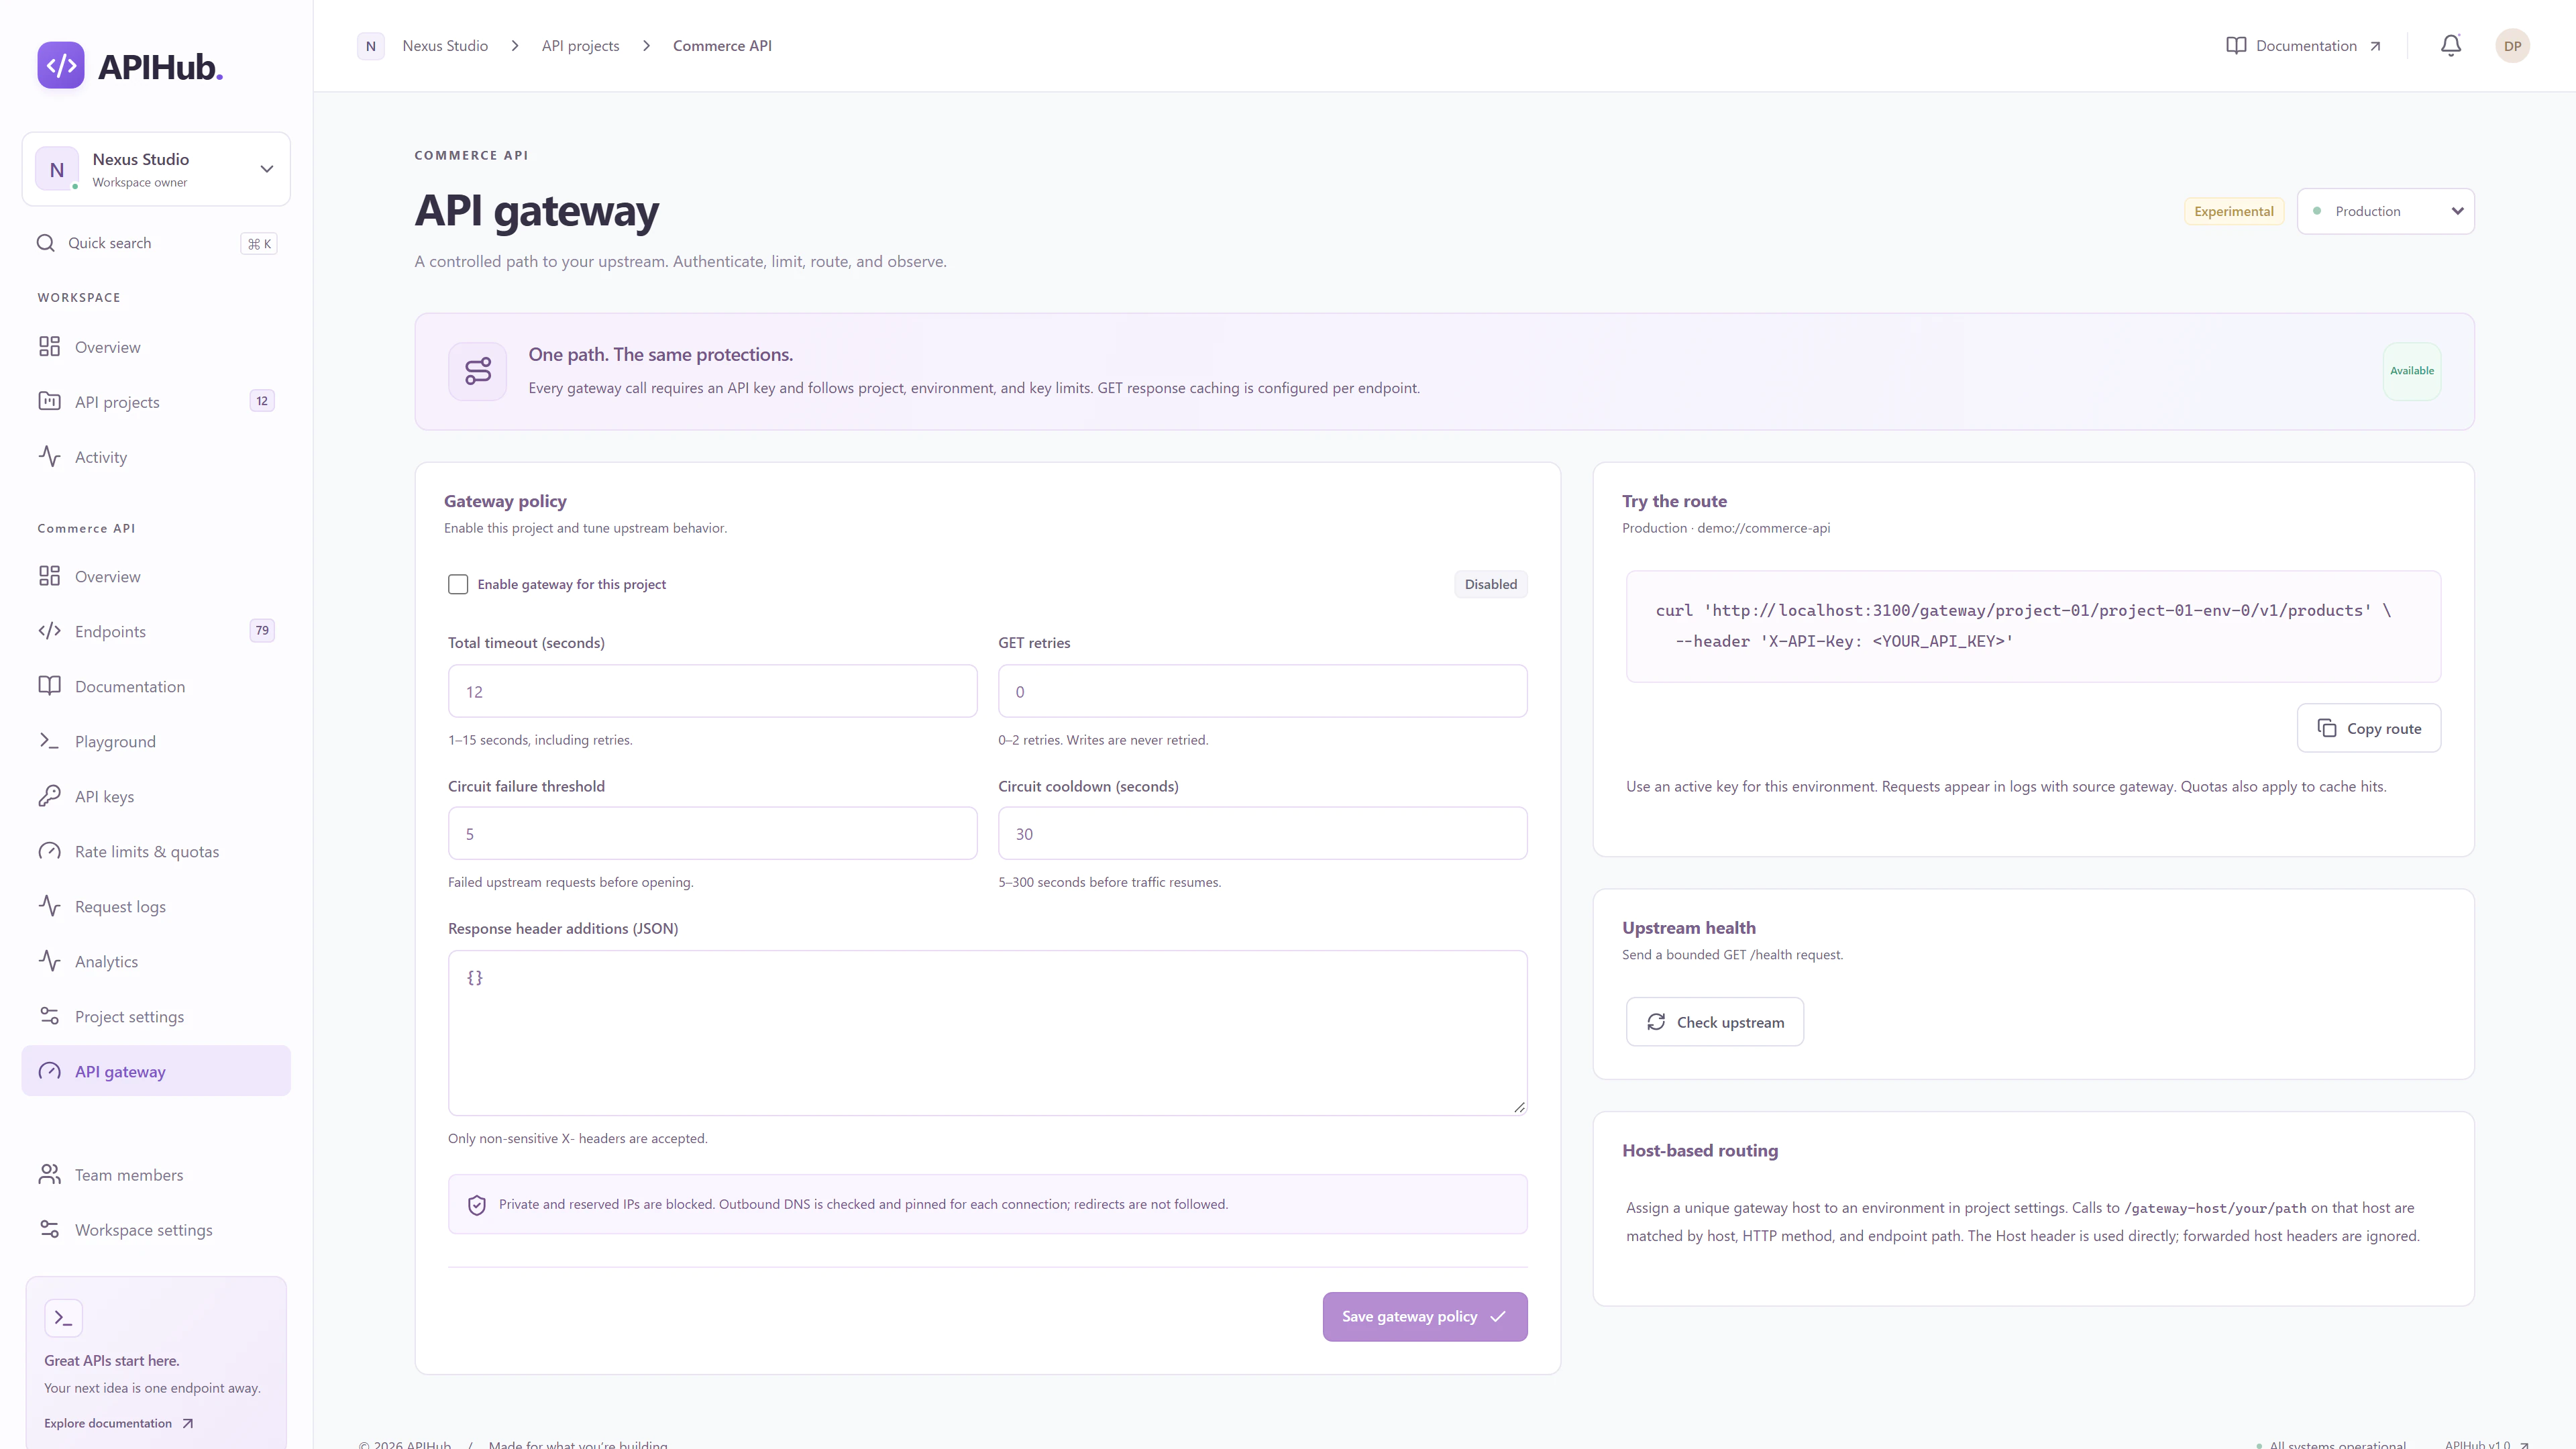 APIHub.
N
Nexus Studio
Workspace owner
Quick search
⌘ K
WORKSPACE
Overview
API projects
12
Activity
Commerce API
Overview
Endpoints
79
Documentation
Playground
API keys
Rate limits & quotas
Request logs
Analytics
Project settings
API gateway
Team members
Workspace settings
Great APIs start here.
Your next idea is one endpoint away.
Explore documentation
N
Nexus Studio
API projects
Commerce API
Documentation
DP
COMMERCE API
API gateway
A controlled path to your upstream. Authenticate, limit, route, and observe.
Experimental
Production
One path. The same protections.
Every gateway call requires an API key and follows project, environment, and key limits. GET response caching is configured per endpoint.
Available
Gateway policy
Enable this project and tune upstream behavior.
Enable gateway for this project
Disabled
Total timeout (seconds)
12
1–15 seconds, including retries.
GET retries
0
0–2 retries. Writes are never retried.
Circuit failure threshold
5
Failed upstream requests before opening.
Circuit cooldown (seconds)
30
5–300 seconds before traffic resumes.
Response header additions (JSON)
{}
Only non-sensitive X- headers are accepted.
Private and reserved IPs are blocked. Outbound DNS is checked and pinned for each connection; redirects are not followed.
Save gateway policy
Try the route
Production · demo://commerce-api
curl 'http://localhost:3100/gateway/project-01/project-01-env-0/v1/products' \
--header 'X-API-Key: <YOUR_API_KEY>'
Copy route
Use an active key for this environment. Requests appear in logs with source gateway. Quotas also apply to cache hits.
Upstream health
Send a bounded GET /health request.
Check upstream
Host-based routing
Assign a unique gateway host to an environment in project settings. Calls to /gateway-host/your/path on that host are
matched by host, HTTP method, and endpoint path. The Host header is used directly; forwarded host headers are ignored.
© 2026 APIHub / Made for what you're building
All systems operational
APIHub v1.0